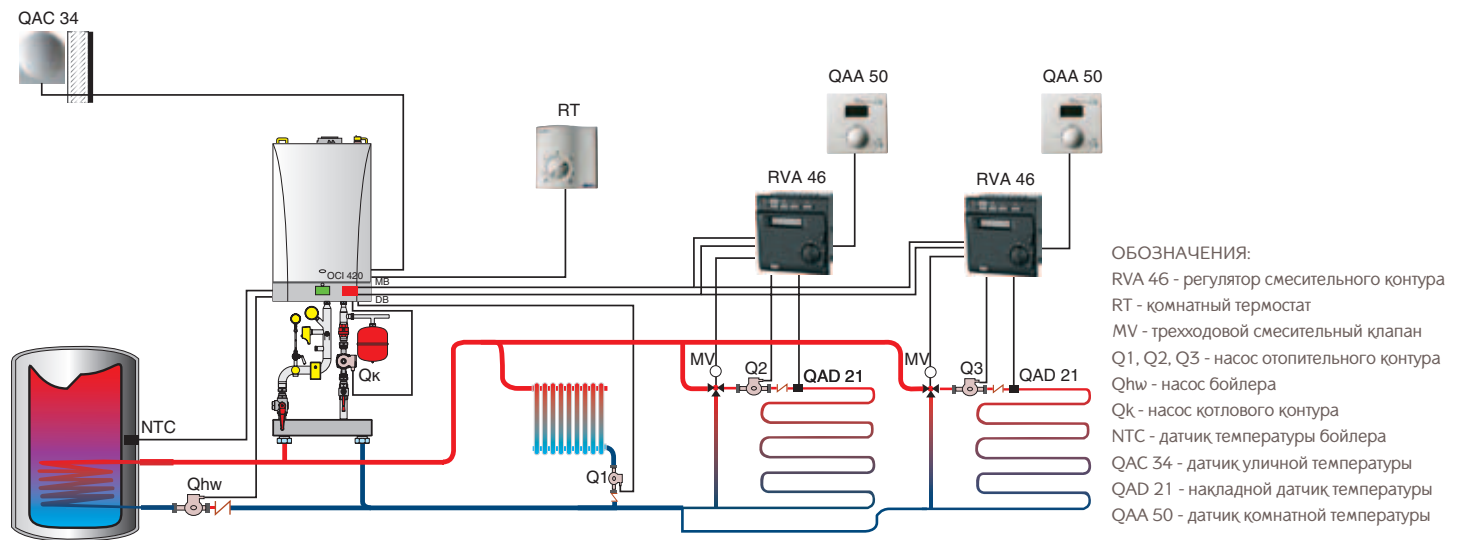 QAC 34
QAA 50
QAA 50
RT
RVA 46
RVA 46
OCI 420
MB
DB
Qк
MV
Q2
QAD 21
MV
Q3
QAD 21
NTC
Qhw
Q1
ОБОЗНАЧЕНИЯ:
RVA 46 - регулятор смесительного контура
RT - комнатный термостат
MV - трехходовой смесительный клапан
Q1, Q2, Q3 - насос отопительного контура
Qhw - насос бойлера
Qk - насос котлового контура
NTC - датчик температуры бойлера
QAC 34 - датчик уличной температуры
QAD 21 - накладной датчик температуры
QAA 50 - датчик комнатной температуры